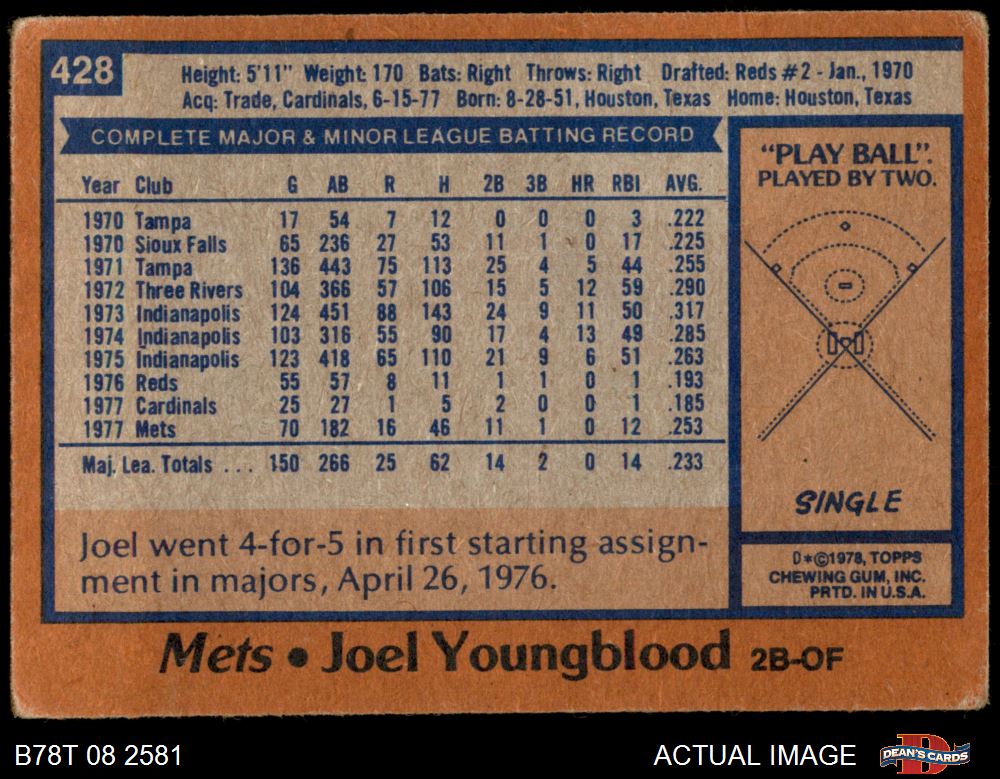 428
Height: 5'11" Weight: 170 Bats: Right Throws: Right Drafted: Reds #2 - Jan., 1970
Acq: Trade, Cardinals, 6-15-77 Born: 8-28-51, Houston, Texas Home: Houston, Texas
COMPLETE MAJOR & MINOR LEAGUE BATTING RECORD
Year Club G AB R H 2B 3B HR RBI AVG.
1970 Tampa 17 54 7 12 0 0 0 3 .222
1970 Sioux Falls 65 236 27 53 11 1 0 17 .225
1971 Tampa 136 443 75 113 25 4 5 44 .255
1972 Three Rivers 104 366 57 106 15 5 12 59 .290
1973 Indianapolis 124 451 88 143 24 9 11 50 .317
1974 Indianapolis 103 316 55 90 17 4 13 49 .285
1975 Indianapolis 123 418 65 110 21 9 6 51 .263
1976 Reds 55 57 8 11 1 1 0 1 .193
1977 Cardinals 25 27 1 5 2 0 0 1 .185
1977 Mets 70 182 16 46 11 1 0 12 .253
Maj. Lea. Totals ... 150 266 25 62 14 2 0 14 .233
Joel went 4-for-5 in first starting assign-
ment in majors, April 26, 1976.
"PLAY BALL".
PLAYED BY TWO.
SINGLE
D*©1978, TOPPS
CHEWING GUM, INC.
PRTD. IN U.S.A.
Mets • Joel Youngblood 2B-OF
B78T 08 2581
ACTUAL IMAGE
DEAN'S CARDS